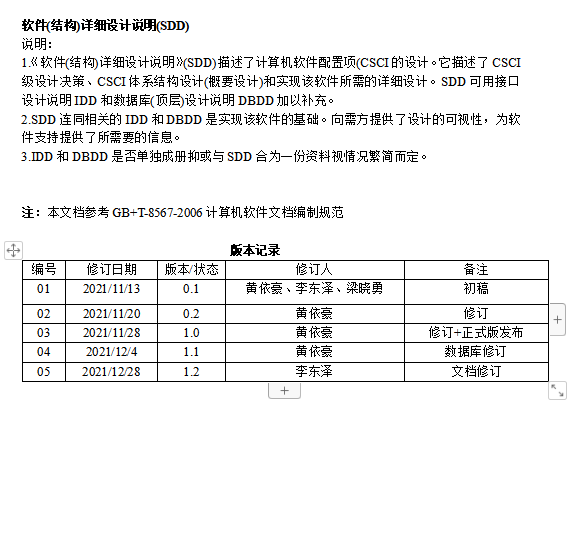 软件(结构)详细设计说明(SDD)
说明：
1.《软件(结构)详细设计说明》(SDD)描述了计算机软件配置项(CSCI的设计。它描述了 CSCI
级设计决策、CSCI 体系结构设计(概要设计)和实现该软件所需的详细设计。SDD 可用接口
设计说明 IDD 和数据库(顶层)设计说明 DBDD 加以补充。
2.SDD 连同相关的 IDD 和 DBDD 是实现该软件的基础。向需方提供了设计的可视性，为软
件支持提供了所需要的信息。
3.IDD 和 DBDD 是否单独成册抑或与 SDD 合为一份资料视情况繁简而定。
注：本文档参考 GB+T-8567-2006 计算机软件文档编制规范
版本记录
编号 修订日期 版本/状态 修订人 备注
01 2021/11/13 0.1 黄依豪、李东泽、梁晓勇 初稿
02 2021/11/20 0.2 黄依豪 修订
03 2021/11/28 1.0 黄依豪 修订+正式版发布
04 2021/12/4 1.1 黄依豪 数据库修订
05 2021/12/28 1.2 李东泽 文档修订